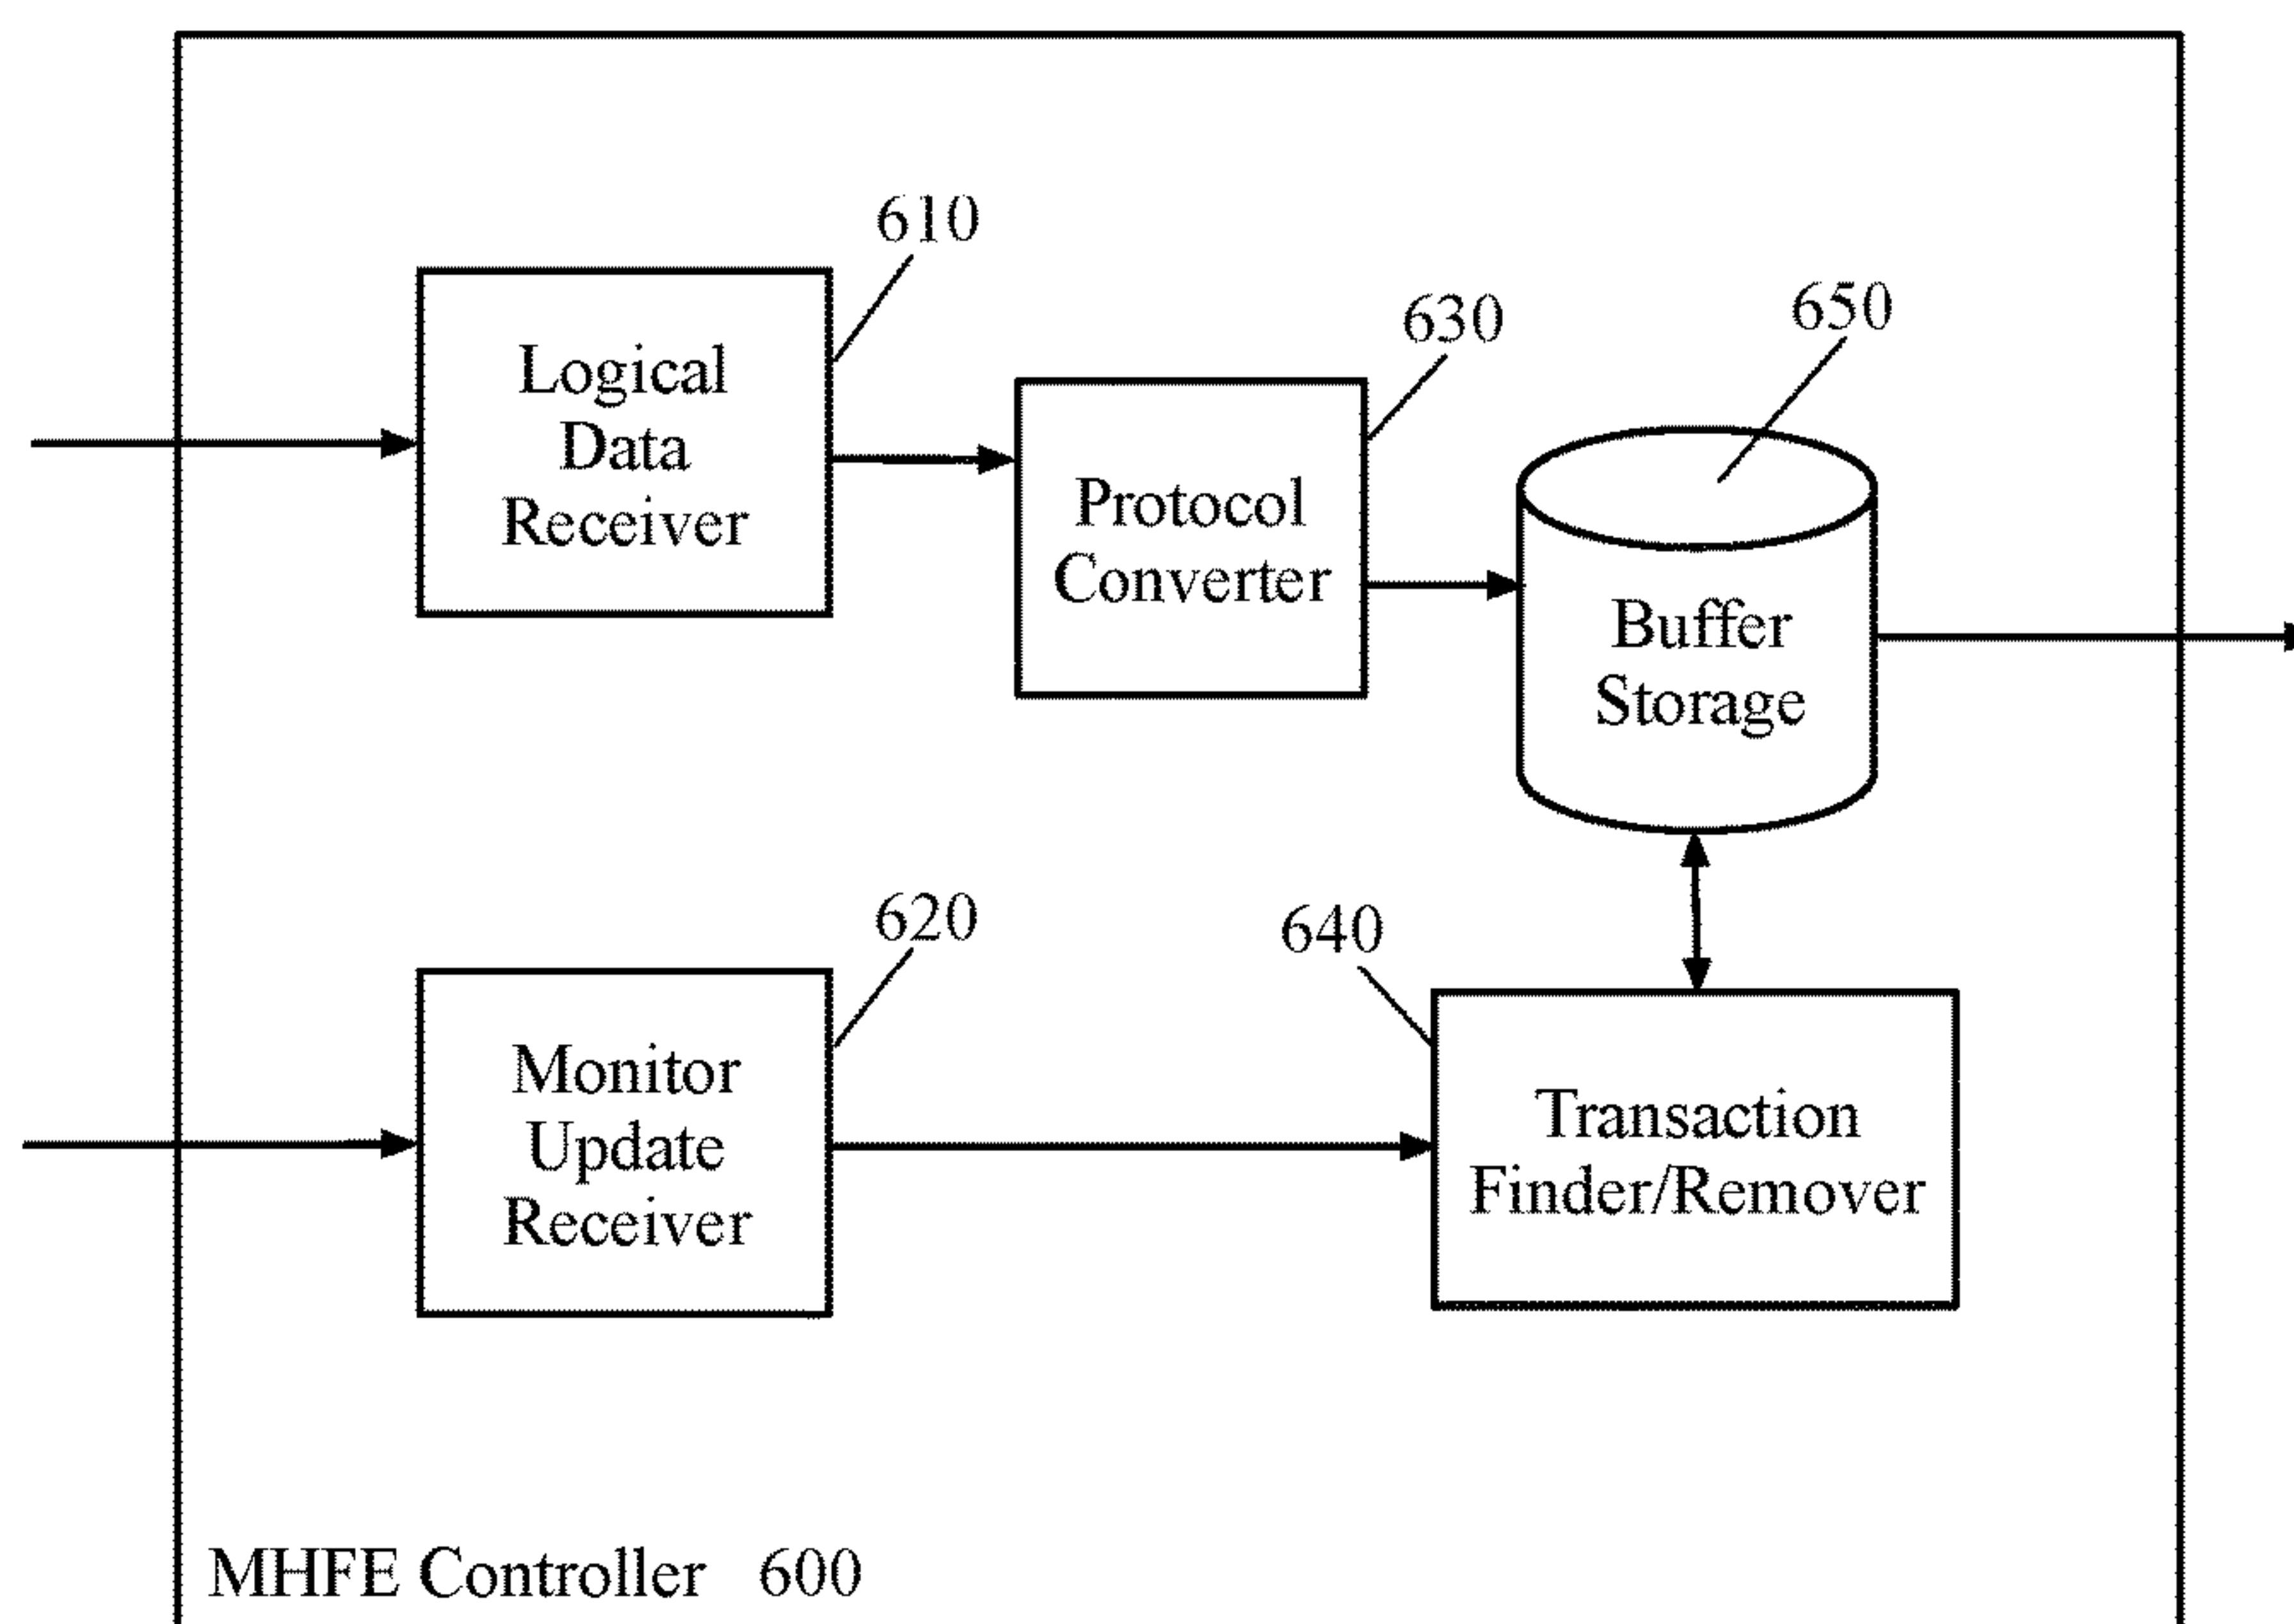 610
Logical
Data
Receiver
630
Protocol
Converter
650
Buffer
Storage
620
Monitor
Update
Receiver
640
Transaction
Finder/Remover
MHFE Controller 600